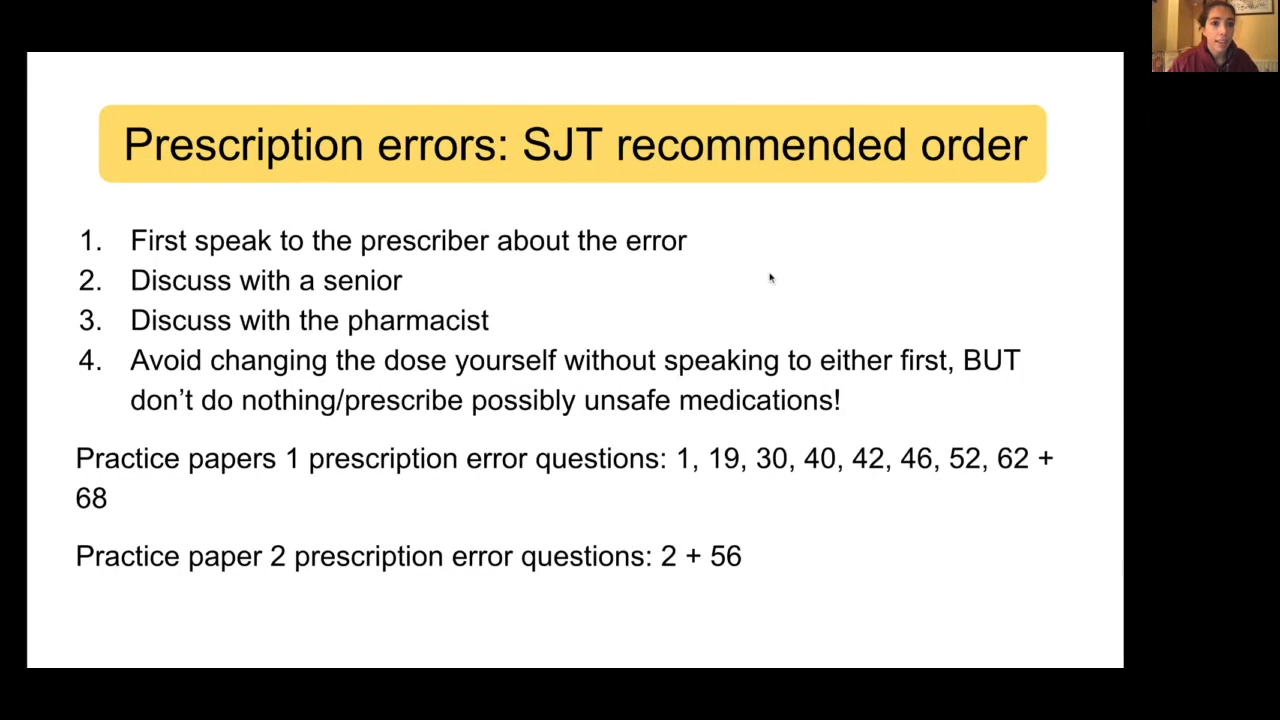 Prescription errors: SJT recommended order
1. First speak to the prescriber about the error
2. Discuss with a senior
3. Discuss with the pharmacist
4. Avoid changing the dose yourself without speaking to either first, BUT
don’t do nothing/prescribe possibly unsafe medications!
Practice papers 1 prescription error questions: 1, 19, 30, 40, 42, 46, 52, 62 +
68
Practice paper 2 prescription error questions: 2 + 56